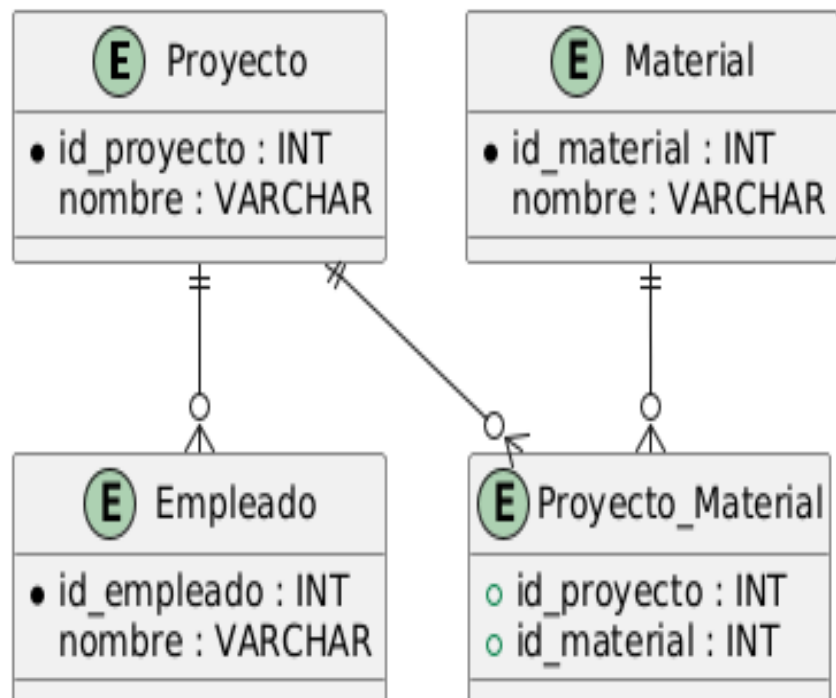 E Proyecto
id_proyecto : INT
nombre : VARCHAR
E Material
id_material : INT
nombre : VARCHAR
E Empleado
id_empleado : INT
nombre : VARCHAR
E Proyecto_Material
id_proyecto : INT
id_material : INT